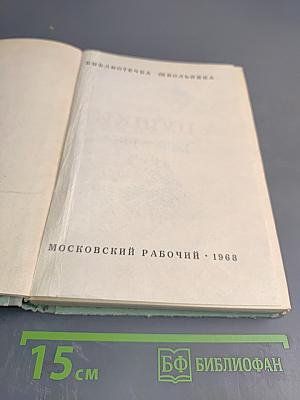 БИБЛИОТЕЧКА ШКОЛЬНИКА
МОСКОВСКИЙ РАБОЧИЙ • 1968
15 см
БФ БИБЛИОФАН